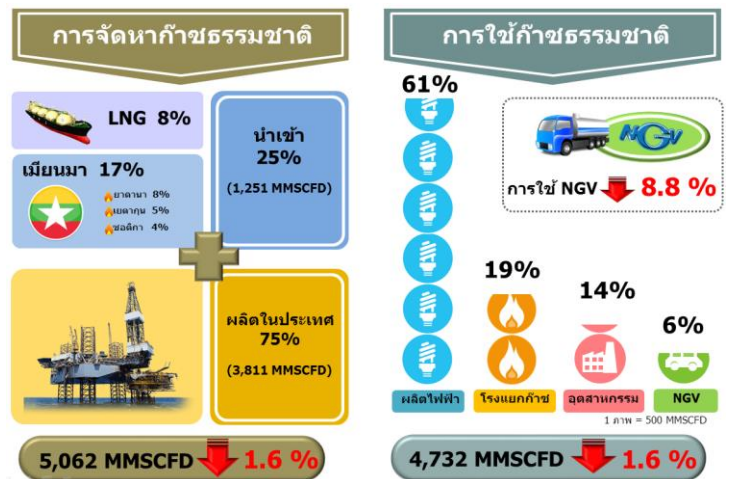 การจัดหาก๊าซธรรมชาติ
LNG 8%
เมียนมา 17%
ยาดานา 8%
เยตากุน 5%
ซอติกา 4%
นำเข้า
25%
(1,251 MMSCFD)
ผลิตในประเทศ
75%
(3,811 MMSCFD)
5,062 MMSCFD 1.6 %
การใช้ก๊าซธรรมชาติ
61%
NGV
การใช้ NGV 8.8 %
19%
14%
6%
ผลิตไฟฟ้า
โรงแยกก๊าซ
อุตสาหกรรม
NGV
1 ภาพ = 500 MMSCFD
4,732 MMSCFD 1.6 %